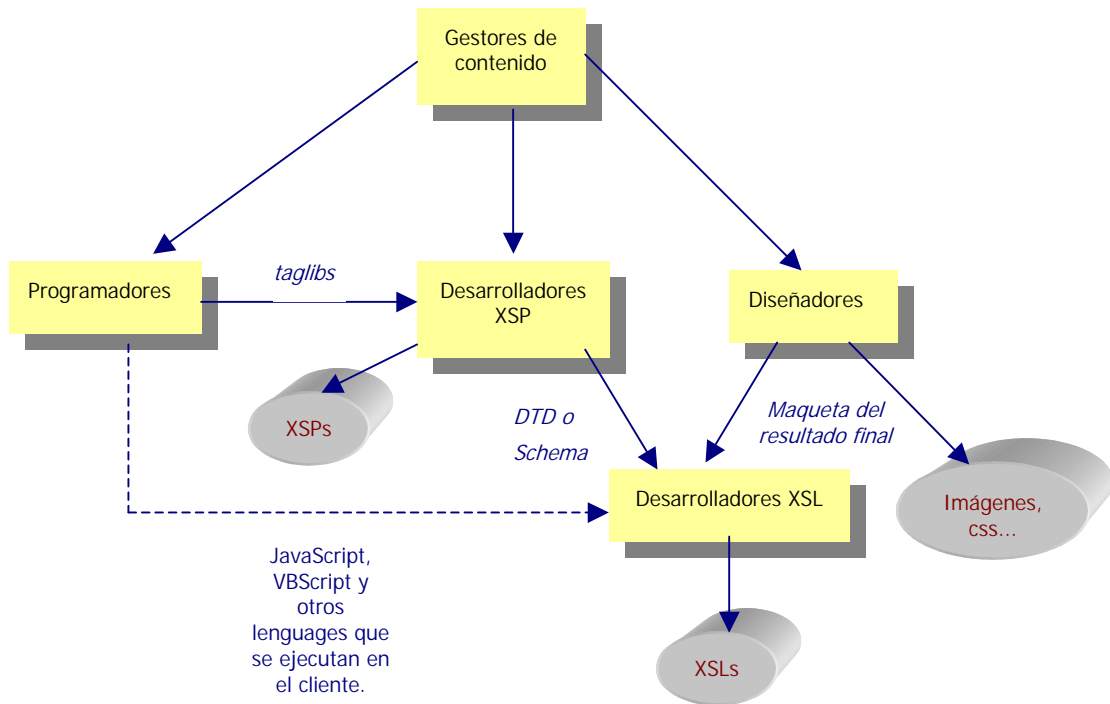 Gestores de
contenido
taglibs
Programadores
Desarrolladores
XSP
Diseñadores
XSPs
DTD o
Schema
Maqueta del
resultado final
Desarrolladores XSL
Imágenes,
css...
JavaScript,
VBScript y
otros
lenguages que
se ejecutan en
el cliente.
XSLs